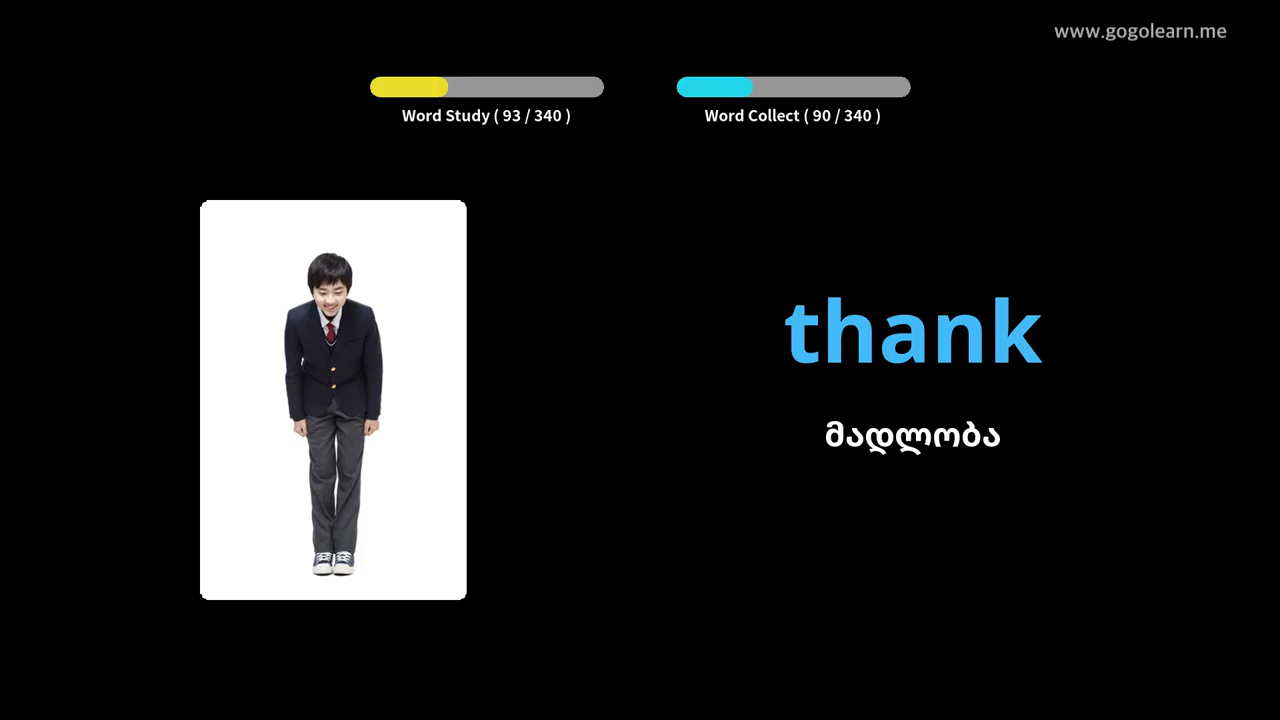 www.gogolearn.me
Word Study ( 93 / 340 )
Word Collect ( 90 / 340 )
thank
მადლობა